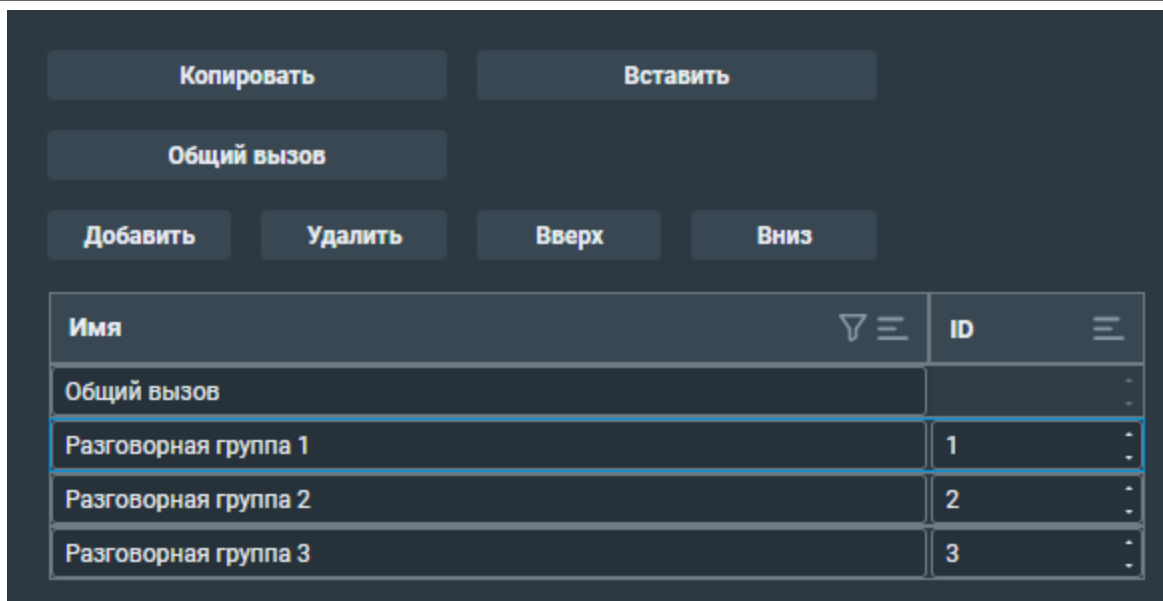 Копировать Вставить
Общий вызов
Добавить Удалить Вверх Вниз
Имя ID
Общий вызов
Разговорная группа 1 1
Разговорная группа 2 2
Разговорная группа 3 3